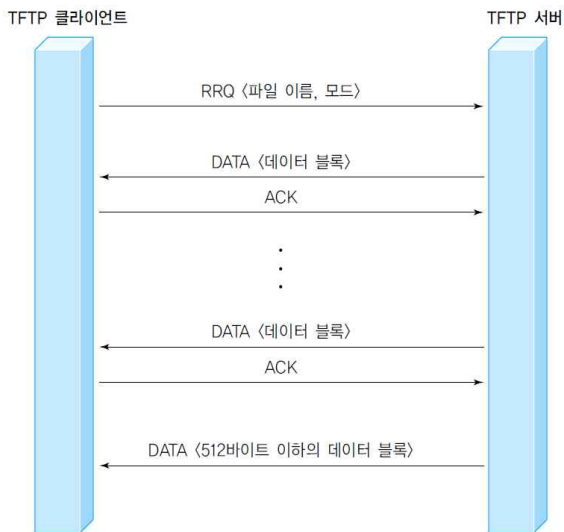 TFTP 클라이언트
TFTP 서버
RRQ 〈파일 이름, 모드〉
DATA 〈데이터 블록〉
ACK
DATA 〈데이터 블록〉
ACK
DATA 〈512바이트 이하의 데이터 블록〉